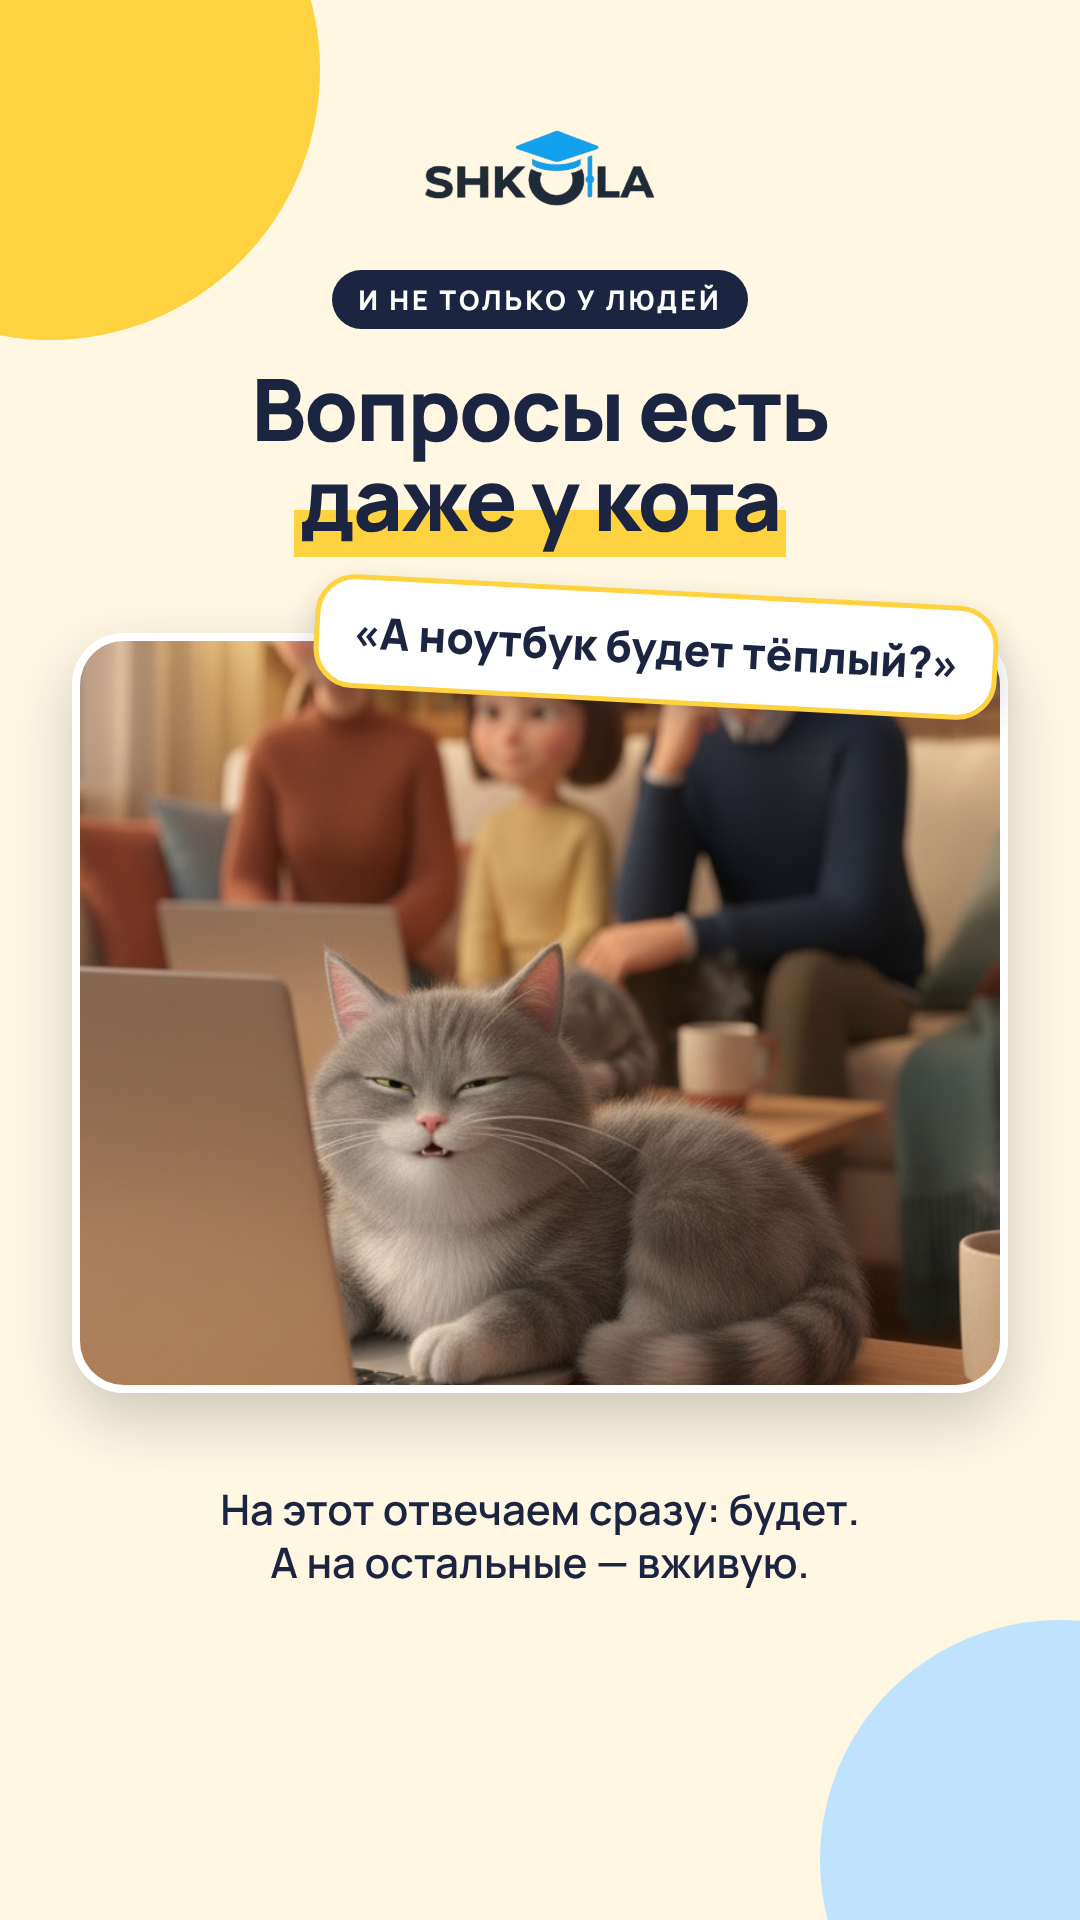 SHKOLA
И НЕ ТОЛЬКО У ЛЮДЕЙ
Вопросы есть
даже у кота
«А ноутбук будет тёплый?»
На этот отвечаем сразу: будет.
А на остальные — вживую.